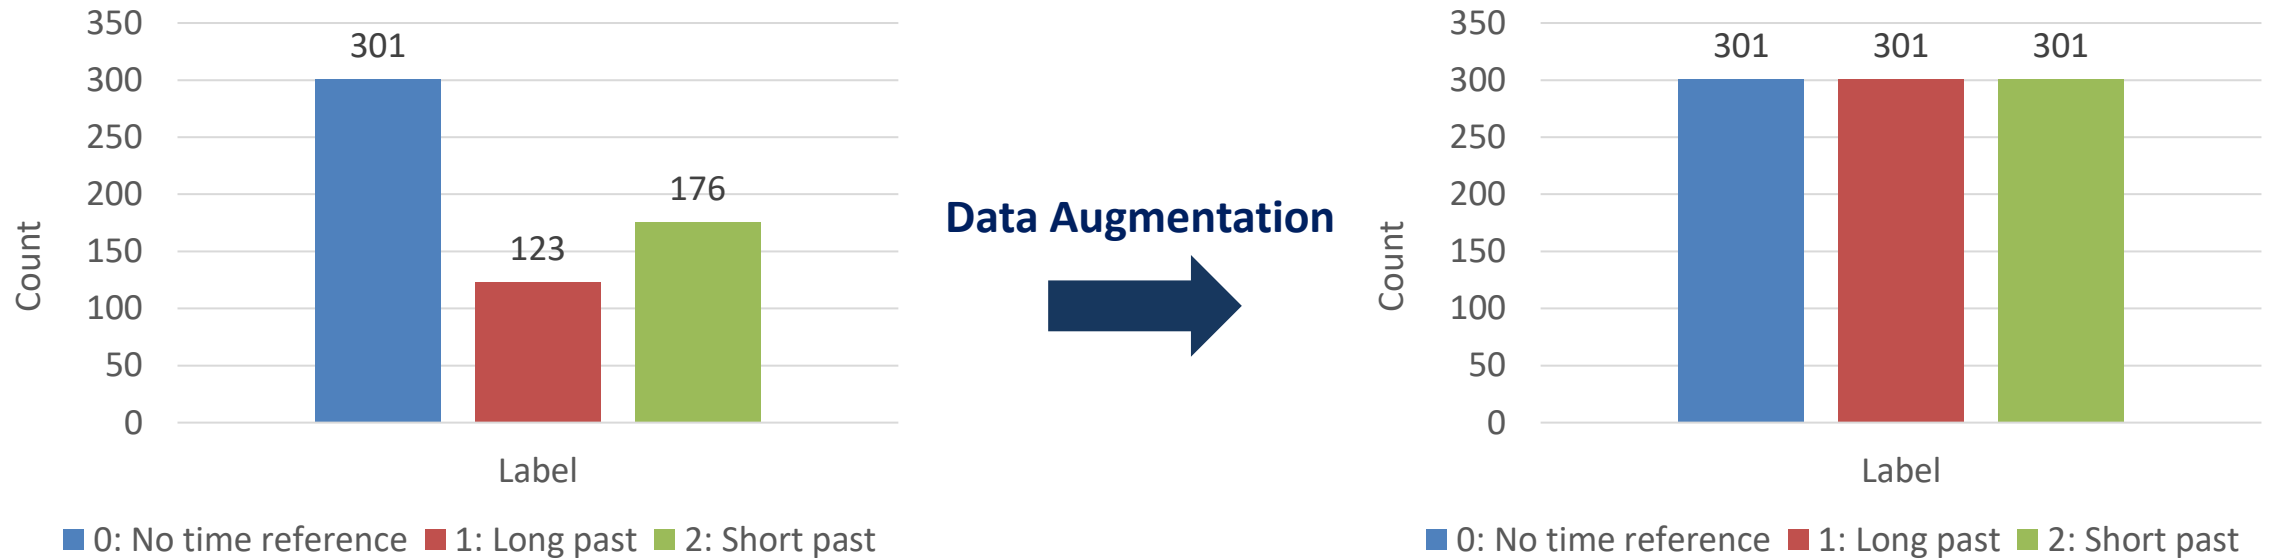 350
300
250
200
150
100
50
0
Count
301
123
176
Label
0: No time reference 1: Long past 2: Short past
Data Augmentation
350
300
250
200
150
100
50
0
Count
301 301 301
Label
0: No time reference 1: Long past 2: Short past